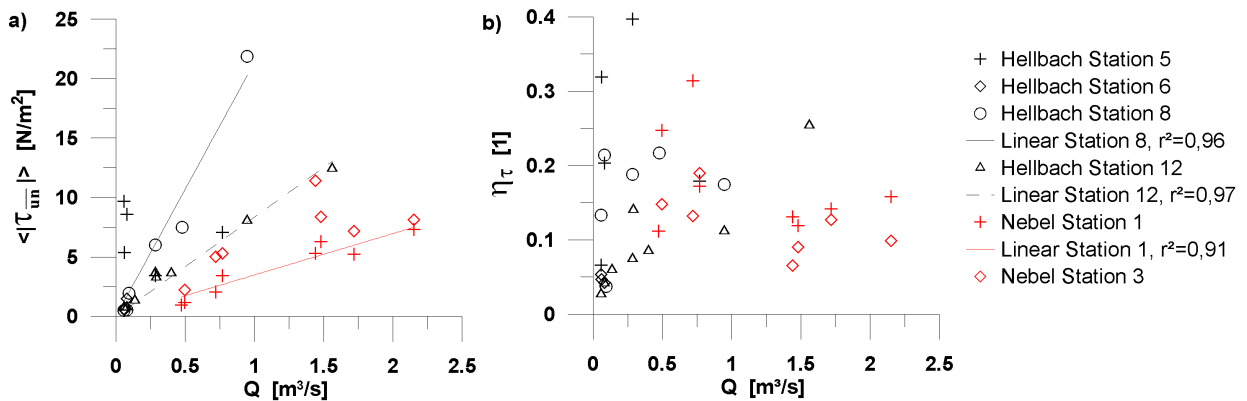 a)
25
20
15
10
5
0
<|τun|> [N/m²]
0 0.5 1 1.5 2 2.5
Q [m³/s]
b)
0.4
0.3
0.2
0.1
0
ητ [1]
0 0.5 1 1.5 2 2.5
Q [m³/s]
Hellbach Station 5
Hellbach Station 6
Hellbach Station 8
Linear Station 8, r²=0,96
Hellbach Station 12
Linear Station 12, r²=0,97
Nebel Station 1
Linear Station 1, r²=0,91
Nebel Station 3